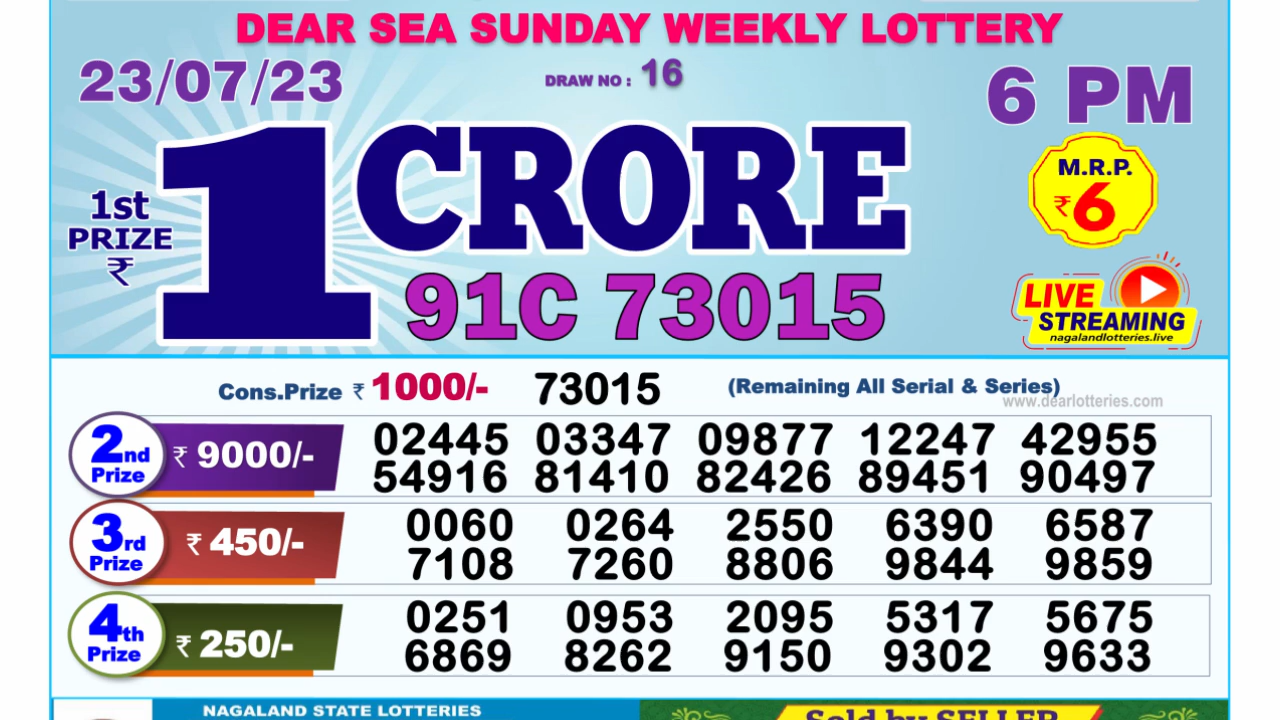 DEAR SEA SUNDAY WEEKLY LOTTERY
23/07/23
DRAW NO : 16
6 PM
1st
PRIZE
₹
1 CRORE
M.R.P.
₹6
91C 73015
LIVE
STREAMING
nagalandlotteries.live
Cons.Prize ₹ 1000/- 73015 (Remaining All Serial & Series)
www.dearlotteries.com
2nd
Prize
₹ 9000/-
02445 03347 09877 12247 42955
54916 81410 82426 89451 90497
3rd
Prize
₹ 450/-
0060 0264 2550 6390 6587
7108 7260 8806 9844 9859
4th
Prize
₹ 250/-
0251 0953 2095 5317 5675
6869 8262 9150 9302 9633
NAGALAND STATE LOTTERIES
Sold by SELLER